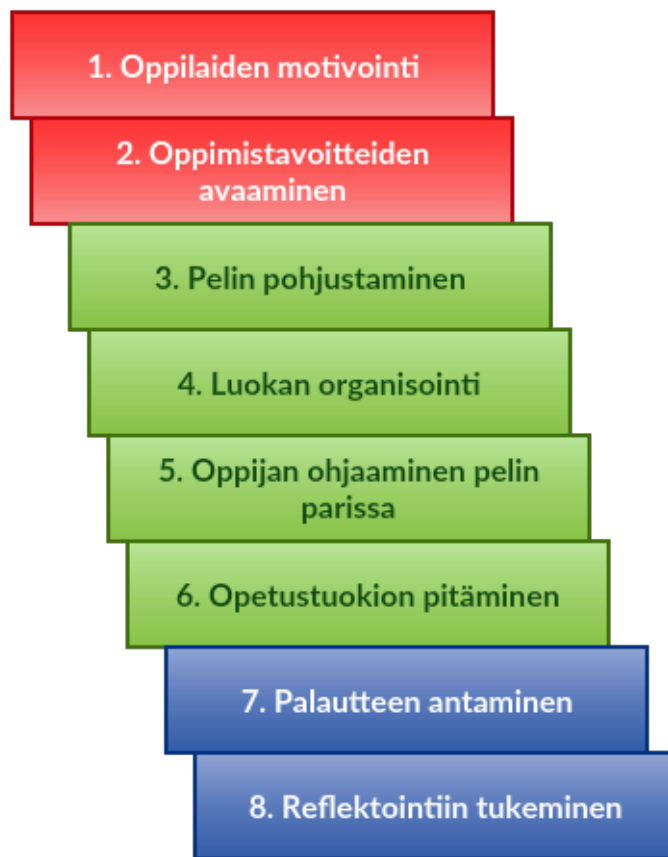 1. Oppilaiden motivointi
2. Oppimistavoitteiden
avaaminen
3. Pelin pohjustaminen
4. Luokan organisointi
5. Oppijan ohjaaminen pelin
parissa
6. Opetustuokion pitäminen
7. Palautteen antaminen
8. Reflektointiin tukeminen